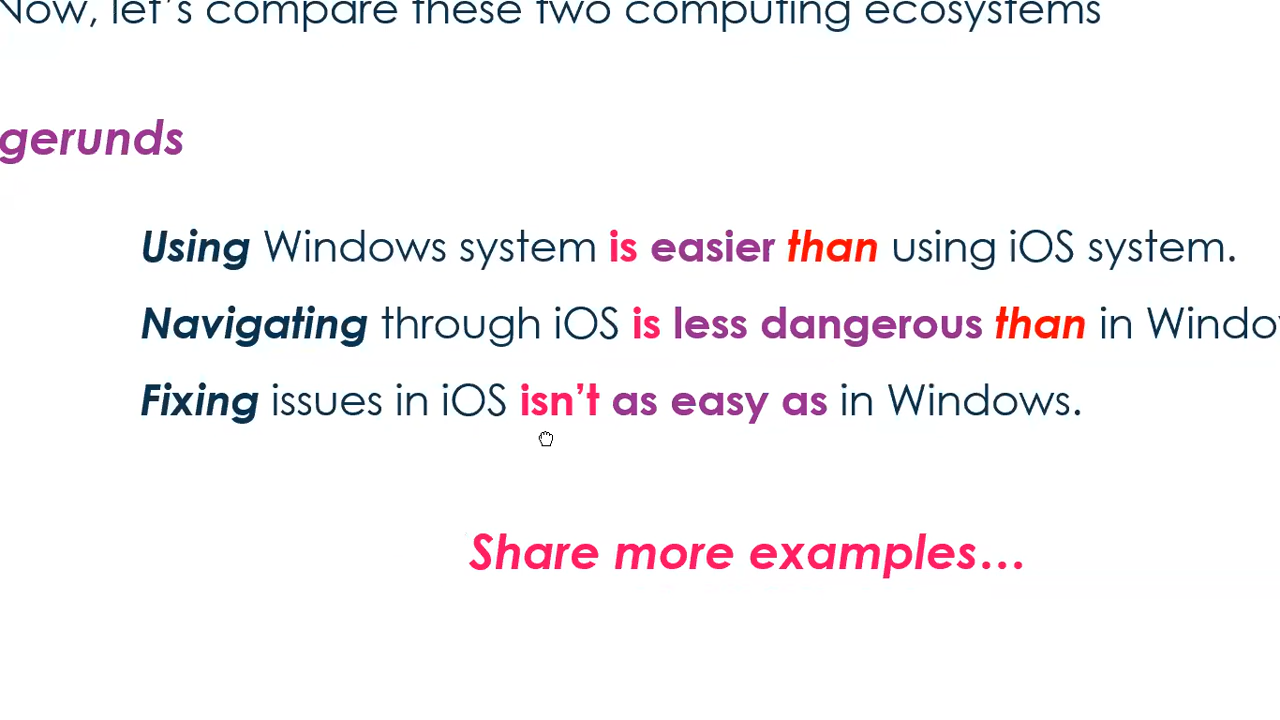 Now, let's compare these two computing ecosystems
gerunds
Using Windows system is easier than using iOS system.
Navigating through iOS is less dangerous than in Windo
Fixing issues in iOS isn't as easy as in Windows.
Share more examples…